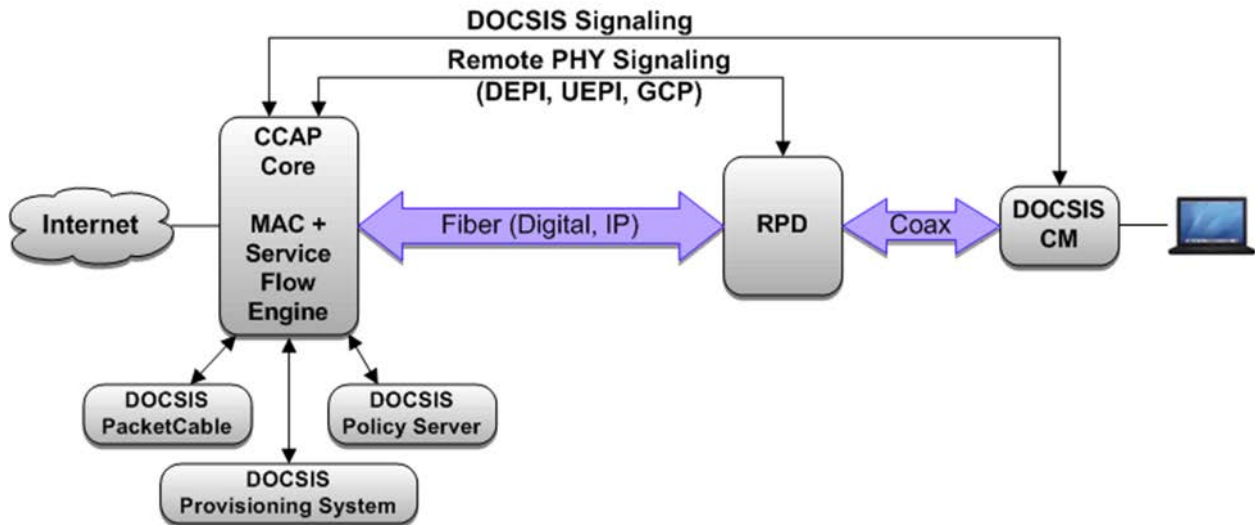 DOCSIS Signaling
Remote PHY Signaling
(DEPI, UEPI, GCP)
Internet
CCAP
Core
MAC +
Service
Flow
Engine
Fiber (Digital, IP)
RPD
Coax
DOCSIS
CM
DOCSIS
PacketCable
DOCSIS
Policy Server
DOCSIS
Provisioning System